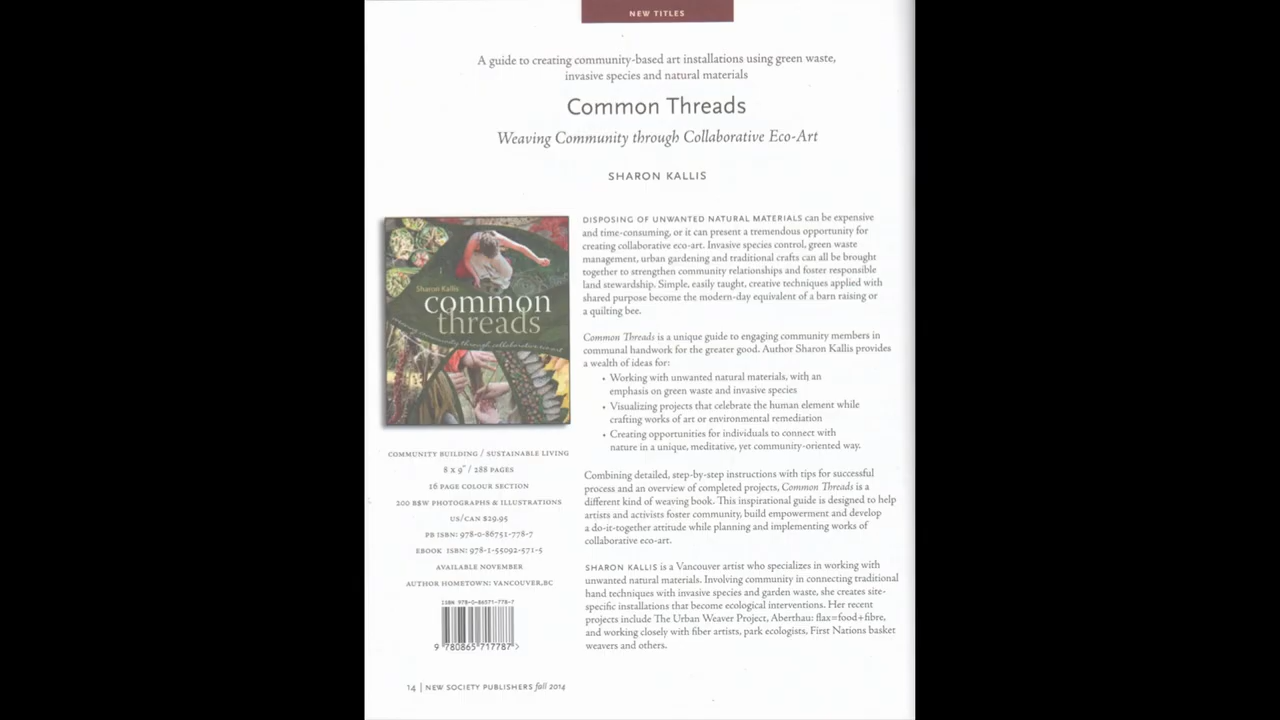 NEW TITLES
A guide to creating community-based art installations using green waste,
invasive species and natural materials
Common Threads
Weaving Community through Collaborative Eco-Art
SHARON KALLIS
Sharon Kallis
common
threads
weaving community through collaborative eco-art
COMMUNITY BUILDING / SUSTAINABLE LIVING
8 X 9" / 288 PAGES
16 PAGE COLOUR SECTION
200 B&W PHOTOGRAPHS & ILLUSTRATIONS
US/CAN $29.95
PB ISBN: 978-0-86751-778-7
EBOOK ISBN: 978-1-55092-571-5
AVAILABLE NOVEMBER
AUTHOR HOMETOWN: VANCOUVER,BC
ISBN 978-0-86571-778-7
9 780865 717787 >
DISPOSING OF UNWANTED NATURAL MATERIALS can be expensive
and time-consuming, or it can present a tremendous opportunity for
creating collaborative eco-art. Invasive species control, green waste
management, urban gardening and traditional crafts can all be brought
together to strengthen community relationships and foster responsible
land stewardship. Simple, easily taught, creative techniques applied with
shared purpose become the modern-day equivalent of a barn raising or
a quilting bee.
Common Threads is a unique guide to engaging community members in
communal handwork for the greater good. Author Sharon Kallis provides
a wealth of ideas for:
• Working with unwanted natural materials, with an
emphasis on green waste and invasive species
• Visualizing projects that celebrate the human element while
crafting works of art or environmental remediation
• Creating opportunities for individuals to connect with
nature in a unique, meditative, yet community-oriented way.
Combining detailed, step-by-step instructions with tips for successful
process and an overview of completed projects, Common Threads is a
different kind of weaving book. This inspirational guide is designed to help
artists and activists foster community, build empowerment and develop
a do-it-together attitude while planning and implementing works of
collaborative eco-art.
SHARON KALLIS is a Vancouver artist who specializes in working with
unwanted natural materials. Involving community in connecting traditional
hand techniques with invasive species and garden waste, she creates site-
specific installations that become ecological interventions. Her recent
projects include The Urban Weaver Project, Aberthau: flax=food+fibre,
and working closely with fiber artists, park ecologists, First Nations basket
weavers and others.
14 | NEW SOCIETY PUBLISHERS fall 2014